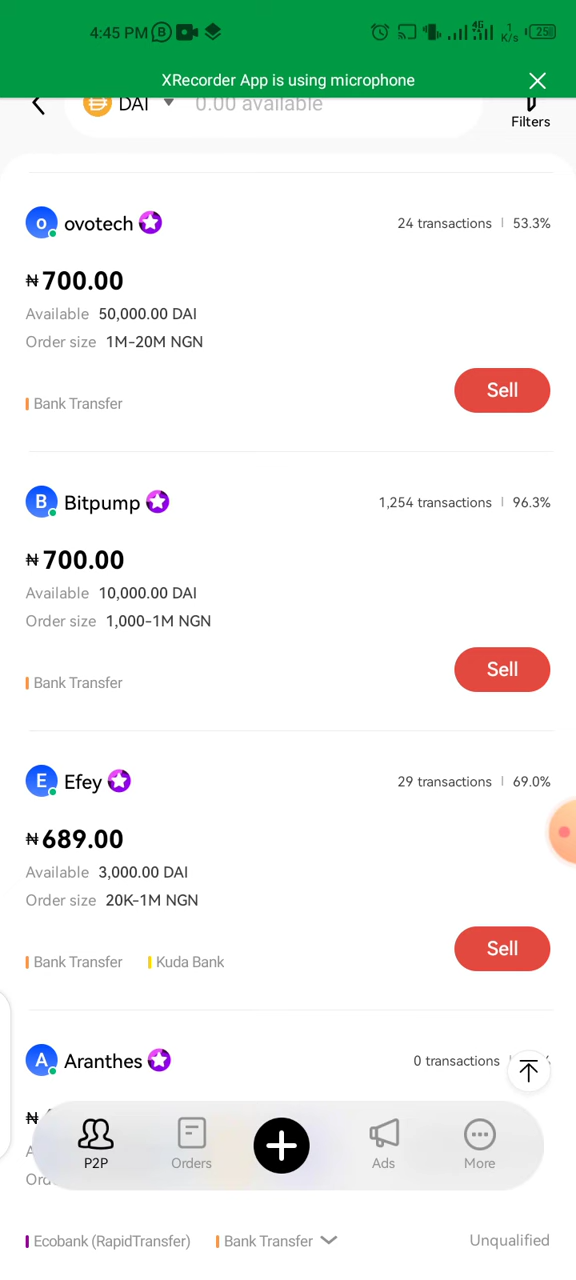 4:45 PM
4G
1
K/s
25
XRecorder App is using microphone
DAI 0.00 available
Filters
o ovotech 24 transactions | 53.3%
₦ 700.00
Available 50,000.00 DAI
Order size 1M-20M NGN
Sell
Bank Transfer
B Bitpump 1,254 transactions | 96.3%
₦ 700.00
Available 10,000.00 DAI
Order size 1,000-1M NGN
Sell
Bank Transfer
E Efey 29 transactions | 69.0%
₦ 689.00
Available 3,000.00 DAI
Order size 20K-1M NGN
Sell
Bank Transfer Kuda Bank
A Aranthes 0 transactions
₦
P2P Orders Ads More
Ecobank (RapidTransfer) Bank Transfer Unqualified